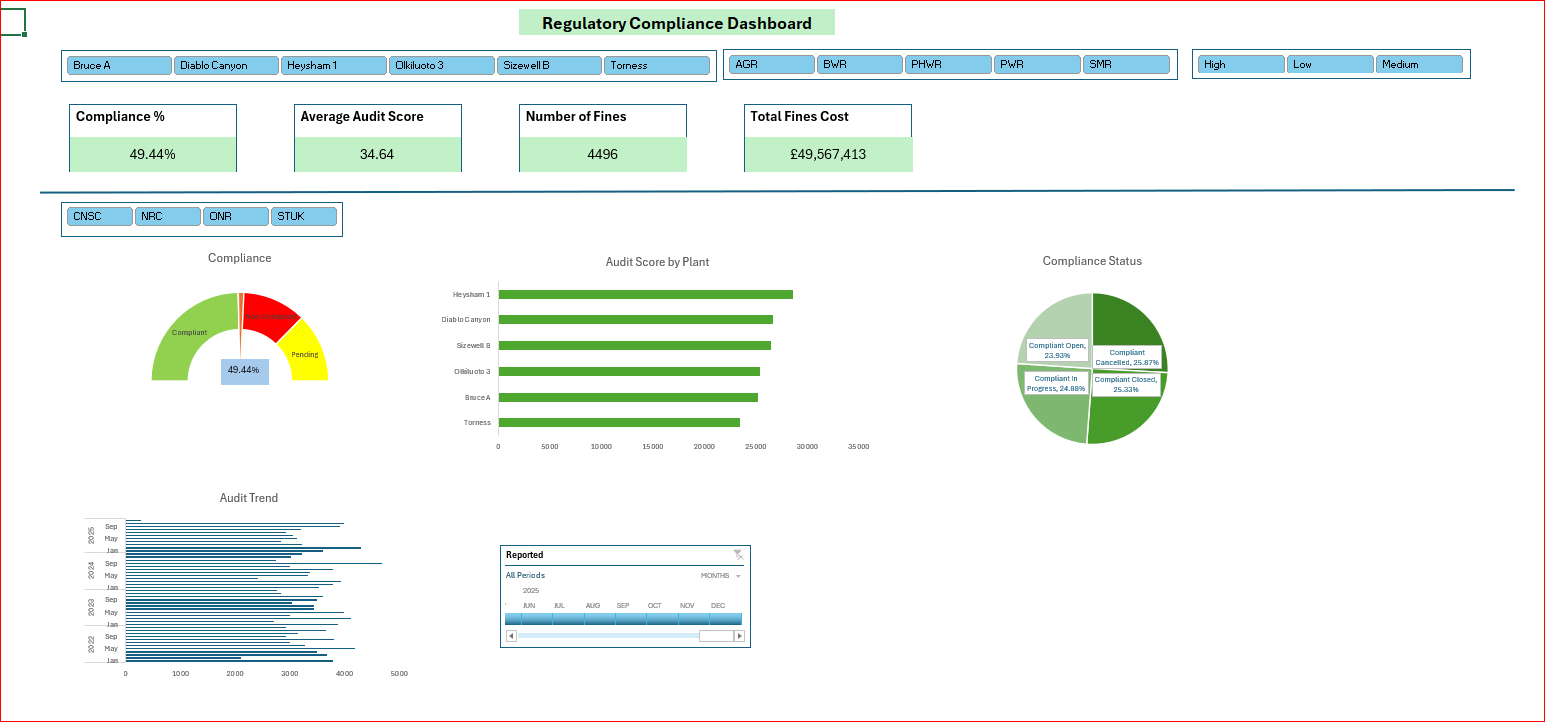 Regulatory Compliance Dashboard
Bruce A Diablo Canyon Heysham 1 Olkiluoto 3 Sizewell B Torness AGR BWR PHWR PWR SMR High Low Medium
Compliance % Average Audit Score Number of Fines Total Fines Cost
49.44% 34.64 4496 £49,567,413
CNSC NRC ONR STUK
Compliance
Compliant
Pending
49.44%
Audit Score by Plant
Heysham 1
Diablo Canyon
Sizewell B
Olkiluoto 3
Bruce A
Torness
0 5000 10000 15000 20000 25000 30000 35000
Compliance Status
Compliant Open,
23.93%
Compliant
Cancelled, 25.87%
Compliant In
Progress, 24.88%
Compliant Closed,
25.33%
Audit Trend
2025 Sep
May
Jan
2024 Sep
May
Jan
2023 Sep
May
Jan
2022 Sep
May
Jan
0 1000 2000 3000 4000 5000
Reported
All Periods MONTHS
2025
JUN JUL AUG SEP OCT NOV DEC